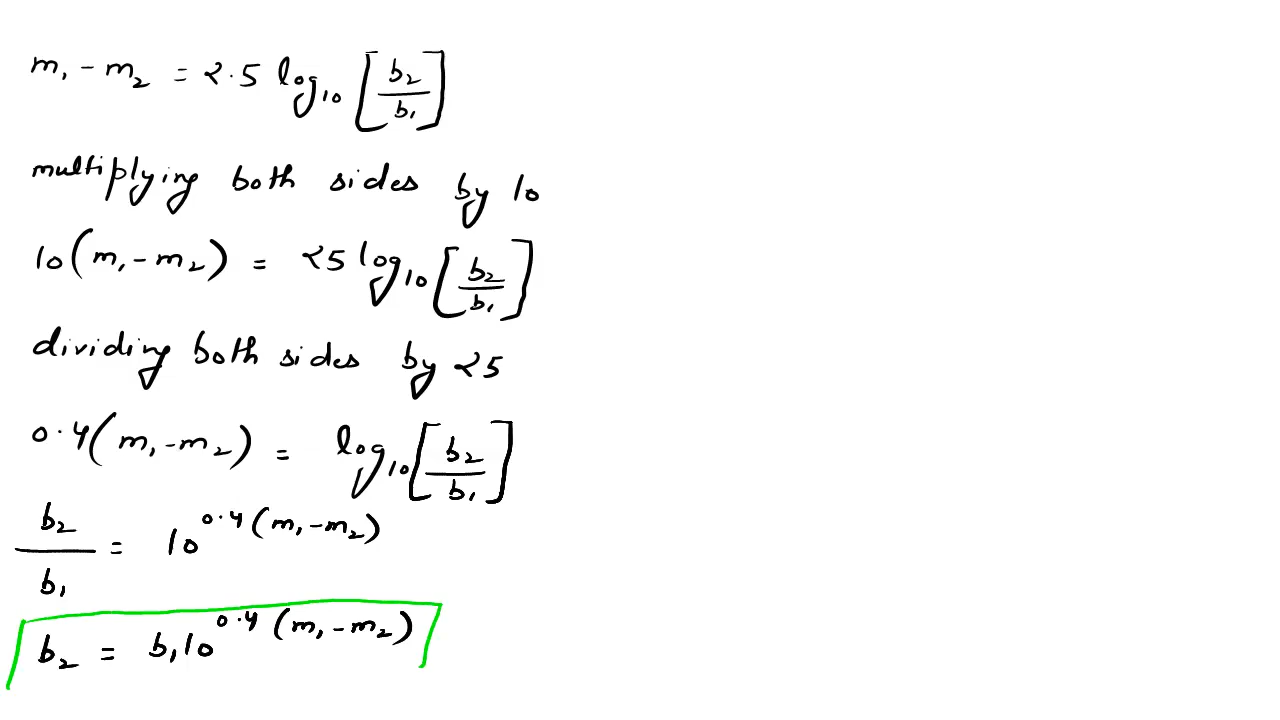 m₁ - m₂ = 2.5 log₁₀ [b₂/b₁]
multiplying both sides by 10
10(m₁ - m₂) = 25 log₁₀ [b₂/b₁]
dividing both sides by 25
0.4(m₁ - m₂) = log₁₀ [b₂/b₁]
b₂/b₁ = 10^0.4(m₁ - m₂)
b₂ = b₁10^0.4(m₁ - m₂)